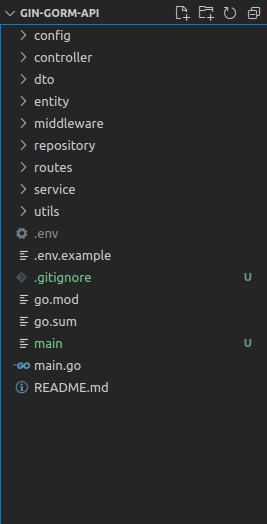 GIN-GORM-API
config
controller
dto
entity
middleware
repository
routes
service
utils
.env
.env.example
.gitignore U
go.mod
go.sum
main U
GO main.go
README.md